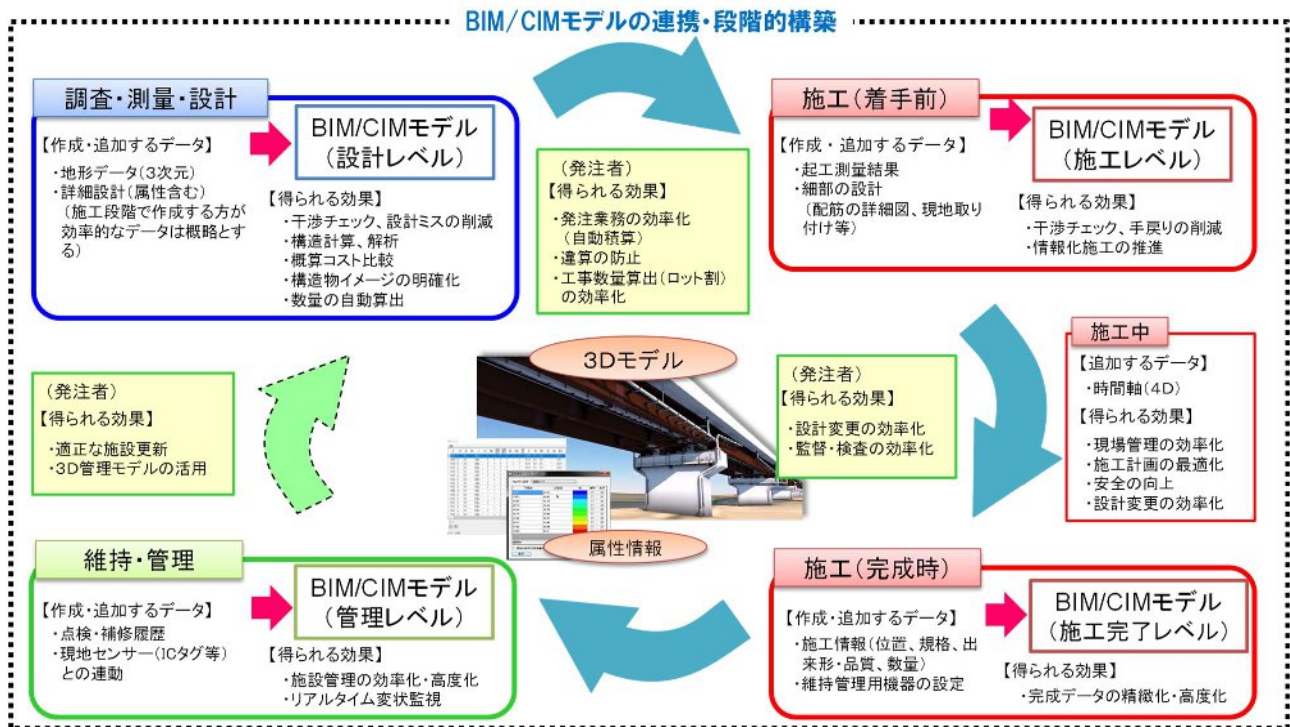 BIM/CIMモデルの連携・段階的構築
調査・測量・設計
【作成・追加するデータ】
・地形データ(3次元)
・詳細設計(属性含む)
(施工段階で作成する方が
効率的なデータは概略とす
る)
BIM/CIMモデル
(設計レベル)
【得られる効果】
・干渉チェック、設計ミスの削減
・構造計算、解析
・概算コスト比較
・構造物イメージの明確化
・数量の自動算出
(発注者)
【得られる効果】
・発注業務の効率化
(自動積算)
・違算の防止
・工事数量算出(ロット割)
の効率化
施工(着手前)
【作成・追加するデータ】
・起工測量結果
・細部の設計
(配筋の詳細図、現地取り
付け等)
BIM/CIMモデル
(施工レベル)
【得られる効果】
・干渉チェック、手戻りの削減
・情報化施工の推進
施工中
【追加するデータ】
・時間軸(4D)
【得られる効果】
・現場管理の効率化
・施工計画の最適化
・安全の向上
・設計変更の効率化
(発注者)
【得られる効果】
・設計変更の効率化
・監督・検査の効率化
3Dモデル
属性情報
(発注者)
【得られる効果】
・適正な施設更新
・3D管理モデルの活用
維持・管理
【作成・追加するデータ】
・点検・補修履歴
・現地センサー(ICタグ等)
との連動
BIM/CIMモデル
(管理レベル)
【得られる効果】
・施設管理の効率化・高度化
・リアルタイム変状監視
施工(完成時)
【作成・追加するデータ】
・施工情報(位置、規格、出
来形・品質、数量)
・維持管理用機器の設定
BIM/CIMモデル
(施工完了レベル)
【得られる効果】
・完成データの精緻化・高度化